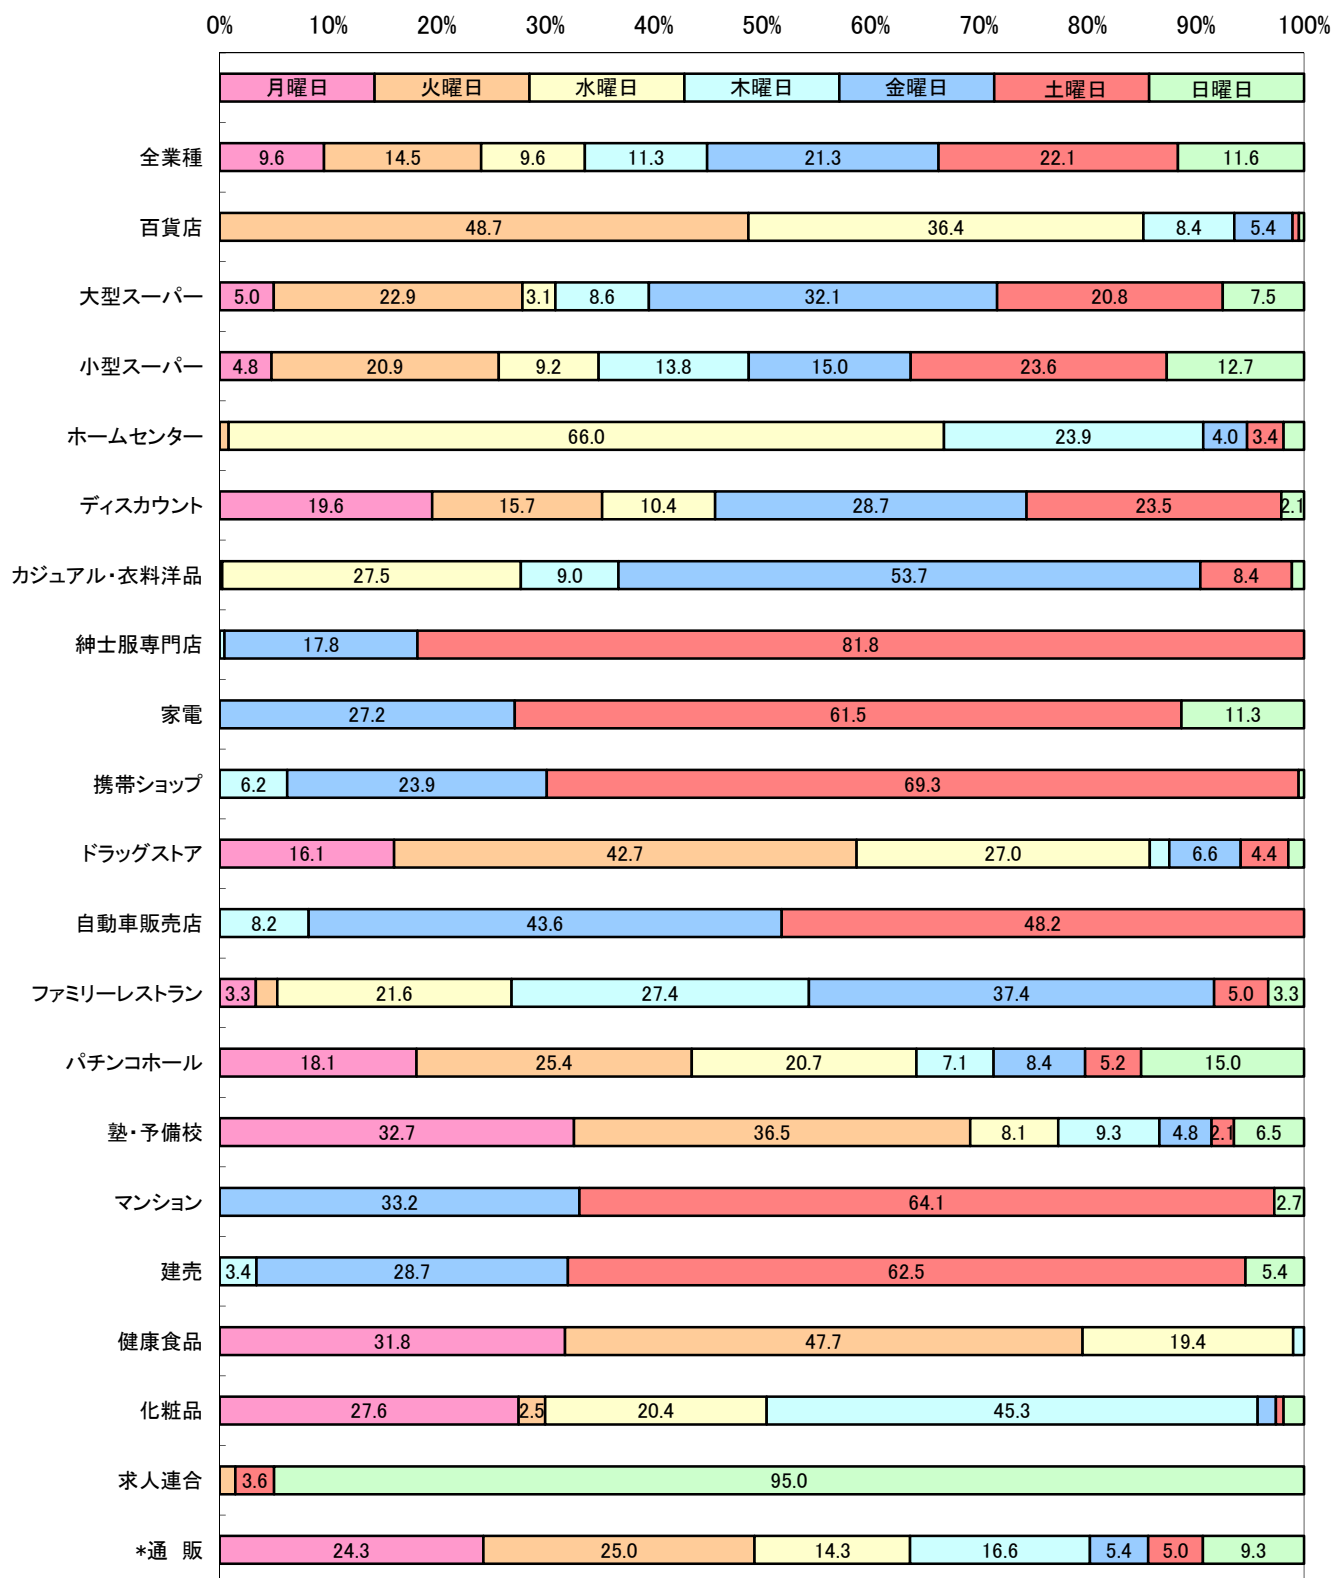 0% 10% 20% 30% 40% 50% 60% 70% 80% 90% 100%
月曜日 火曜日 水曜日 木曜日 金曜日 土曜日 日曜日
全業種 9.6 14.5 9.6 11.3 21.3 22.1 11.6
百貨店 48.7 36.4 8.4 5.4
大型スーパー 5.0 22.9 3.1 8.6 32.1 20.8 7.5
小型スーパー 4.8 20.9 9.2 13.8 15.0 23.6 12.7
ホームセンター 66.0 23.9 4.0 3.4
ディスカウント 19.6 15.7 10.4 28.7 23.5 2.1
カジュアル・衣料洋品 27.5 9.0 53.7 8.4
紳士服専門店 17.8 81.8
家電 27.2 61.5 11.3
携帯ショップ 6.2 23.9 69.3
ドラッグストア 16.1 42.7 27.0 6.6 4.4
自動車販売店 8.2 43.6 48.2
ファミリーレストラン 3.3 21.6 27.4 37.4 5.0 3.3
パチンコホール 18.1 25.4 20.7 7.1 8.4 5.2 15.0
塾・予備校 32.7 36.5 8.1 9.3 4.8 2.1 6.5
マンション 33.2 64.1 2.7
建売 3.4 28.7 62.5 5.4
健康食品 31.8 47.7 19.4
化粧品 27.6 2.5 20.4 45.3
求人連合 3.6 95.0
*通 販 24.3 25.0 14.3 16.6 5.4 5.0 9.3